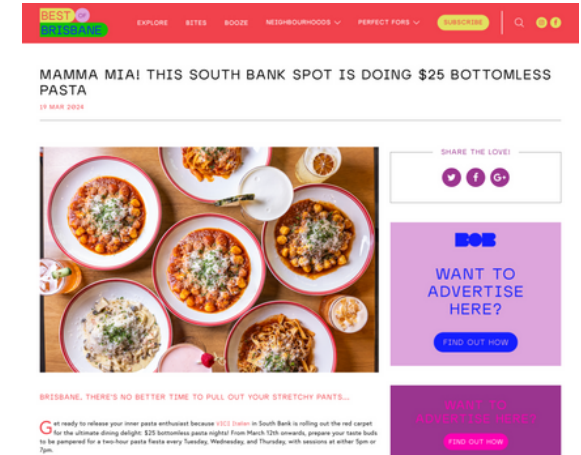 BEST OF
BRISBANE
EXPLORE BITES BOOZE NEIGHBOURHOODS PERFECT FORS SUBSCRIBE
MAMMA MIA! THIS SOUTH BANK SPOT IS DOING $25 BOTTOMLESS
PASTA
19 MAR 2024
SHARE THE LOVE!
G+
BOB
WANT TO
ADVERTISE
HERE?
FIND OUT HOW
BRISBANE, THERE'S NO BETTER TIME TO PULL OUT YOUR STRETCHY PANTS...
Get ready to release your inner pasta enthusiast because VICI Italian in South Bank is rolling out the red carpet
for the ultimate dining delight: $25 bottomless pasta nights! From March 12th onwards, prepare your taste buds
to be pampered for a two-hour pasta fiesta every Tuesday, Wednesday, and Thursday, with sessions at either 5pm or
7pm.
WANT TO
ADVERTISE HERE?
FIND OUT HOW